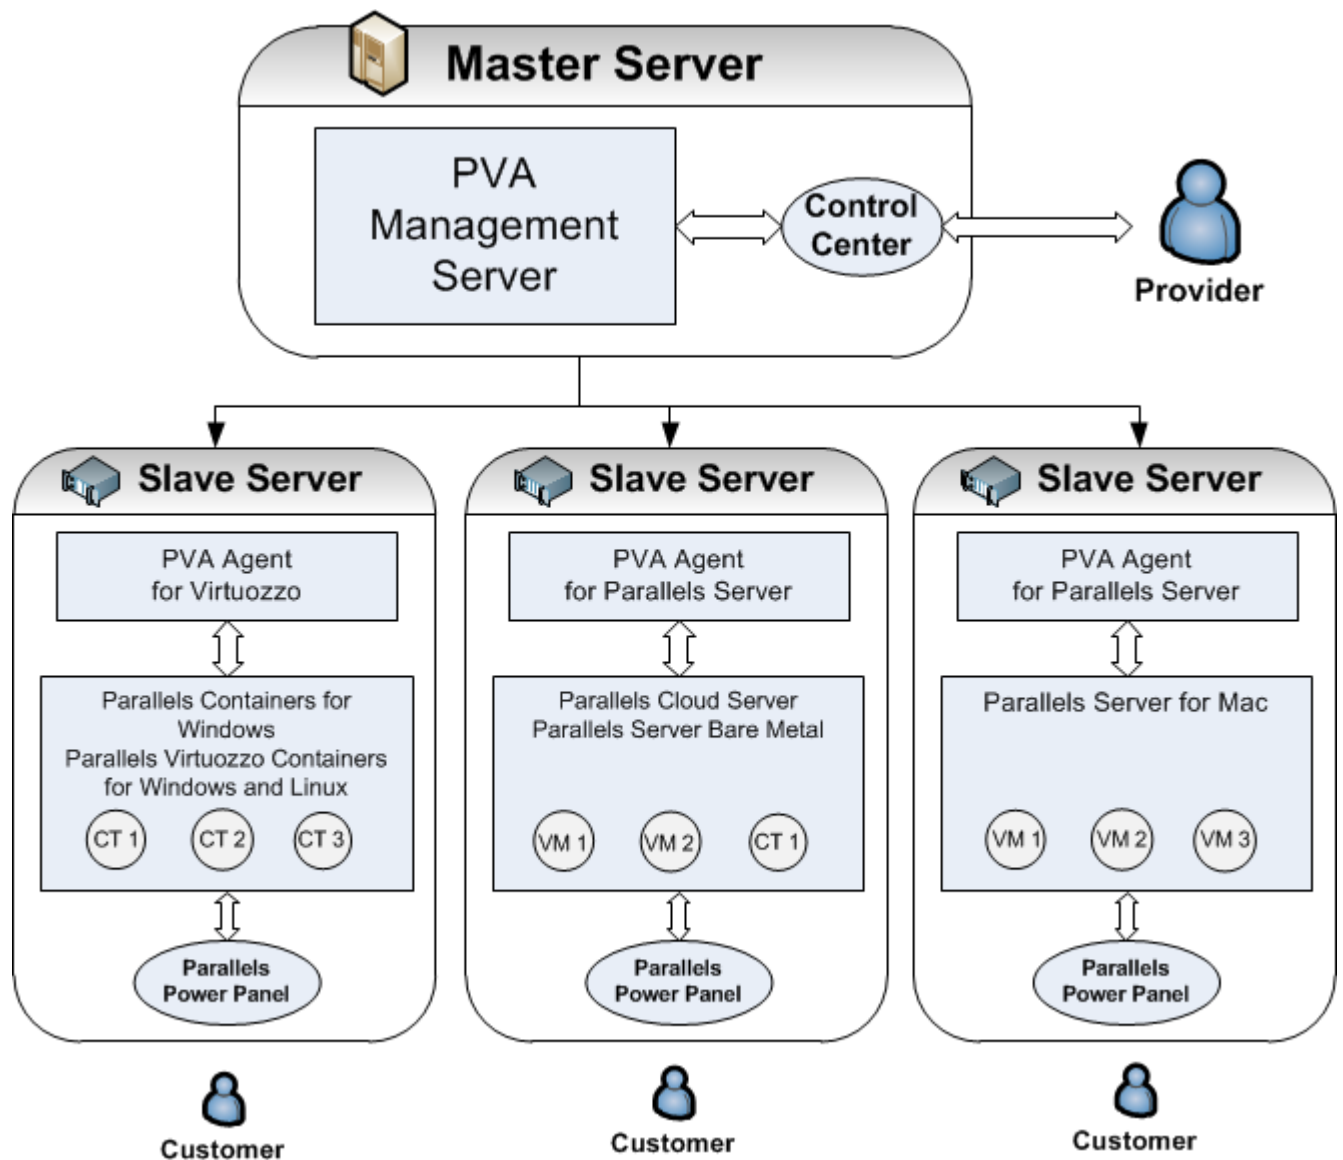 Master Server
PVA
Management
Server
Control
Center
Provider
Slave Server
PVA Agent
for Virtuozzo
Parallels Containers for
Windows
Parallels Virtuozzo Containers
for Windows and Linux
CT 1
CT 2
CT 3
Parallels
Power Panel
Customer
Slave Server
PVA Agent
for Parallels Server
Parallels Cloud Server
Parallels Server Bare Metal
VM 1
VM 2
CT 1
Parallels
Power Panel
Customer
Slave Server
PVA Agent
for Parallels Server
Parallels Server for Mac
VM 1
VM 2
VM 3
Parallels
Power Panel
Customer